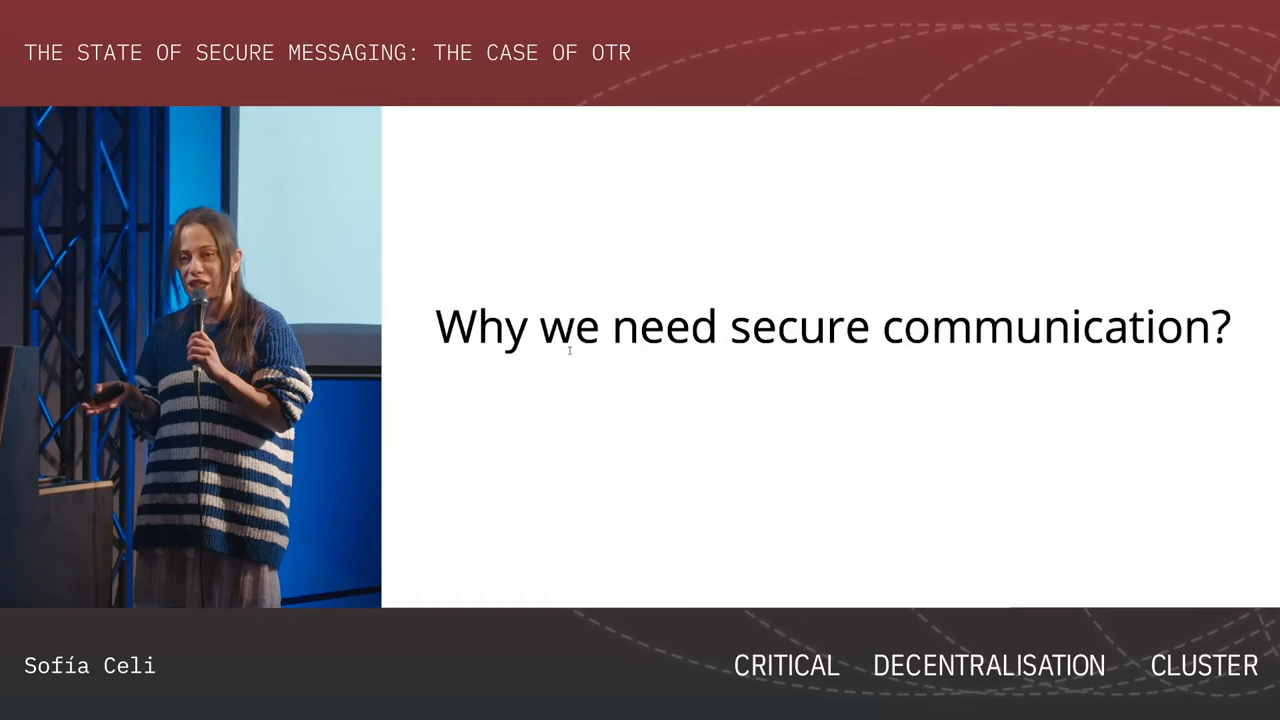 THE STATE OF SECURE MESSAGING: THE CASE OF OTR
Why we need secure communication?
Sofía Celi
CRITICAL DECENTRALISATION CLUSTER